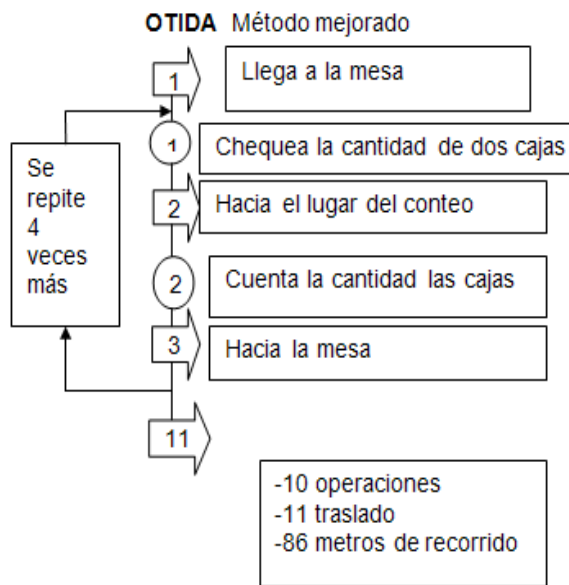 OTIDA Método mejorado
1
Llega a la mesa
1
Chequea la cantidad de dos cajas
Se
repite
4
veces
más
2
Hacia el lugar del conteo
2
Cuenta la cantidad las cajas
3
Hacia la mesa
11
-10 operaciones
-11 traslado
-86 metros de recorrido